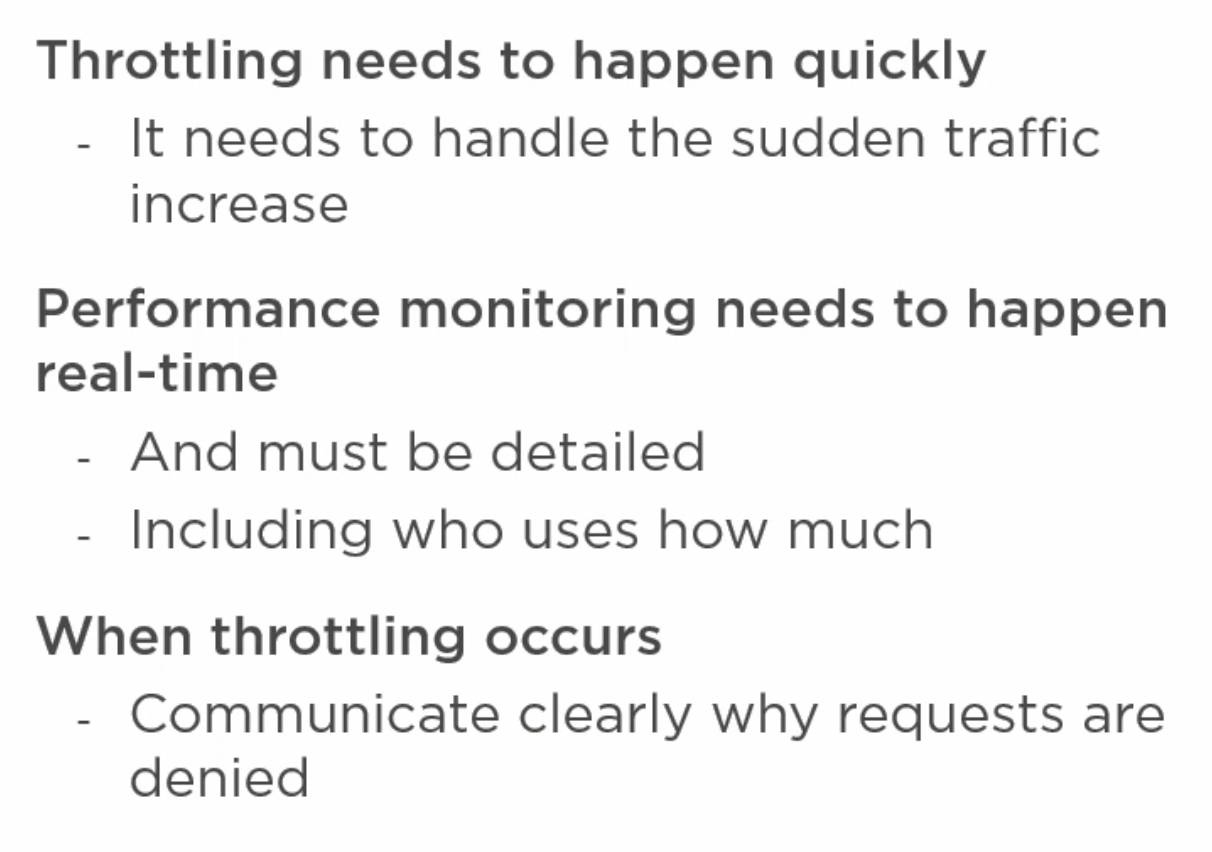 Throttling needs to happen quickly
- It needs to handle the sudden traffic
increase
Performance monitoring needs to happen
real-time
- And must be detailed
- Including who uses how much
When throttling occurs
- Communicate clearly why requests are
denied